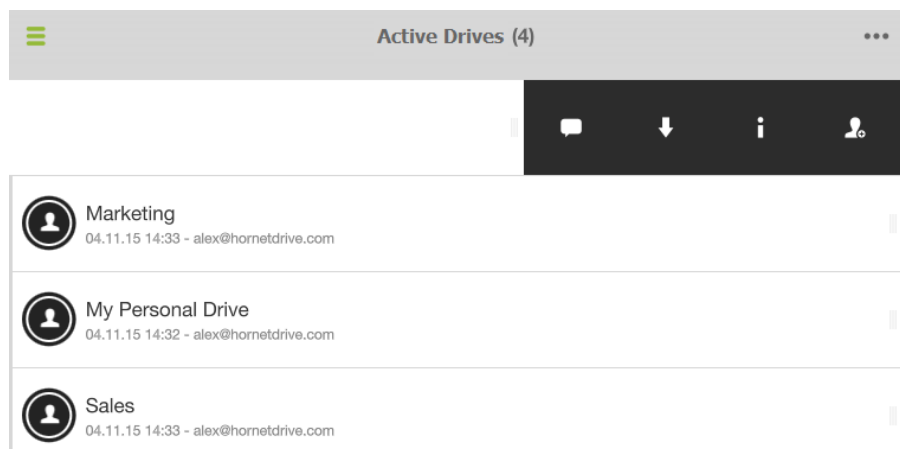 Active Drives (4)
Marketing
04.11.15 14:33 - alex@hornetdrive.com
My Personal Drive
04.11.15 14:32 - alex@hornetdrive.com
Sales
04.11.15 14:33 - alex@hornetdrive.com